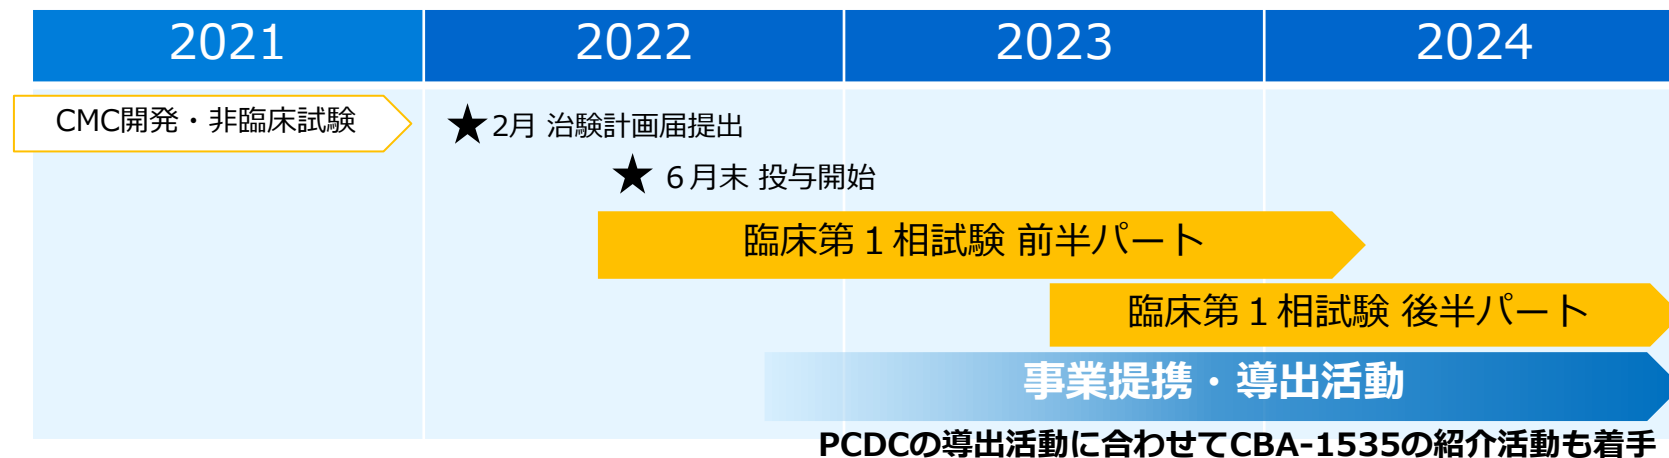 2021 2022 2023 2024
CMC開発・非臨床試験
★2月 治験計画届提出
★ 6月末 投与開始
臨床第1相試験 前半パート
臨床第1相試験 後半パート
事業提携・導出活動
PCDCの導出活動に合わせてCBA-1535の紹介活動も着手